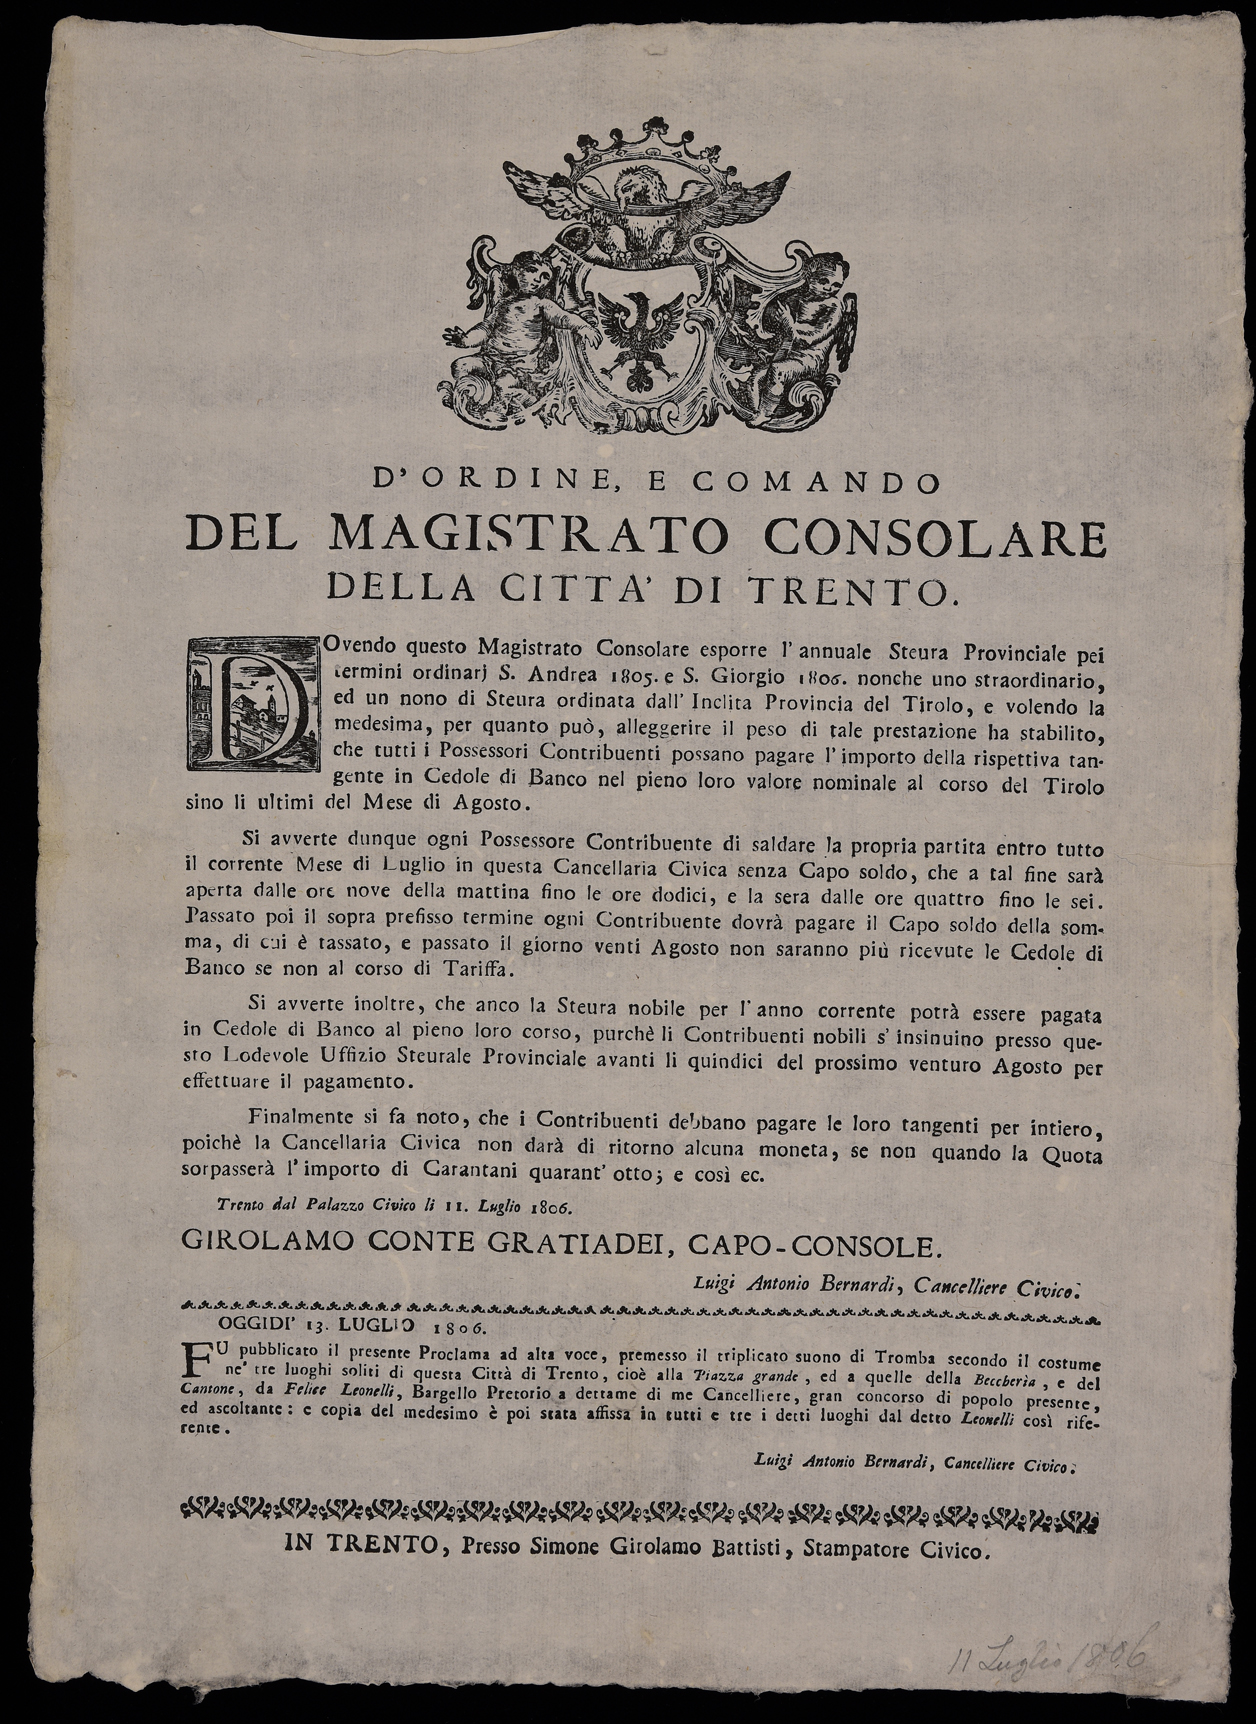 D'ORDINE, E COMANDO
DEL MAGISTRATO CONSOLARE
DELLA CITTA' DI TRENTO.
DOvendo questo Magistrato Consolare esporre l'annuale Steura Provinciale pei
termini ordinarj S. Andrea 1805. e S. Giorgio 1806. nonche uno straordinario,
ed un nono di Steura ordinata dall' Inclita Provincia del Tirolo, e volendo la
medesima, per quanto può, alleggerire il peso di tale prestazione ha stabilito,
che tutti i Possessori Contribuenti possano pagare l'importo della rispettiva tan-
gente in Cedole di Banco nel pieno loro valore nominale al corso del Tirolo
sino li ultimi del Mese di Agosto.
Si avverte dunque ogni Possessore Contribuente di saldare la propria partita entro tutto
il corrente Mese di Luglio in questa Cancellaria Civica senza Capo soldo, che a tal fine sarà
aperta dalle ore nove della mattina fino le ore dodici, e la sera dalle ore quattro fino le sei.
Passato poi il sopra prefisso termine ogni Contribuente dovrà pagare il Capo soldo della som-
ma, di cui è tassato, e passato il giorno venti Agosto non saranno più ricevute le Cedole di
Banco se non al corso di Tariffa.
Si avverte inoltre, che anco la Steura nobile per l'anno corrente potrà essere pagata
in Cedole di Banco al pieno loro corso, purchè li Contribuenti nobili s'insinuino presso que-
sto Lodevole Uffizio Steurale Provinciale avanti li quindici del prossimo venturo Agosto per
effettuare il pagamento.
Finalmente si fa noto, che i Contribuenti debbano pagare le loro tangenti per intiero,
poichè la Cancellaria Civica non darà di ritorno alcuna moneta, se non quando la Quota
sorpasserà l'importo di Carantani quarant'otto; e così ec.
Trento dal Palazzo Civico li 11. Luglio 1806.
GIROLAMO CONTE GRATIADEI, CAPO-CONSOLE.
Luigi Antonio Bernardi, Cancelliere Civico.
OGGIDI' 13. LUGLIO 1806.
FU pubblicato il presente Proclama ad alta voce, premesso il triplicato suono di Tromba secondo il costume
ne' tre luoghi soliti di questa Città di Trento, cioè alla Piazza grande, ed a quelle della Beccherìa, e del
Cantone, da Felice Leonelli, Bargello Pretorio a dettame di me Cancelliere, gran concorso di popolo presente,
ed ascoltante: e copia del medesimo è poi stata affissa in tutti e tre i detti luoghi dal detto Leonelli così rife-
rente.
Luigi Antonio Bernardi, Cancelliere Civico.
IN TRENTO, Presso Simone Girolamo Battisti, Stampatore Civico.
11 Luglio 1806